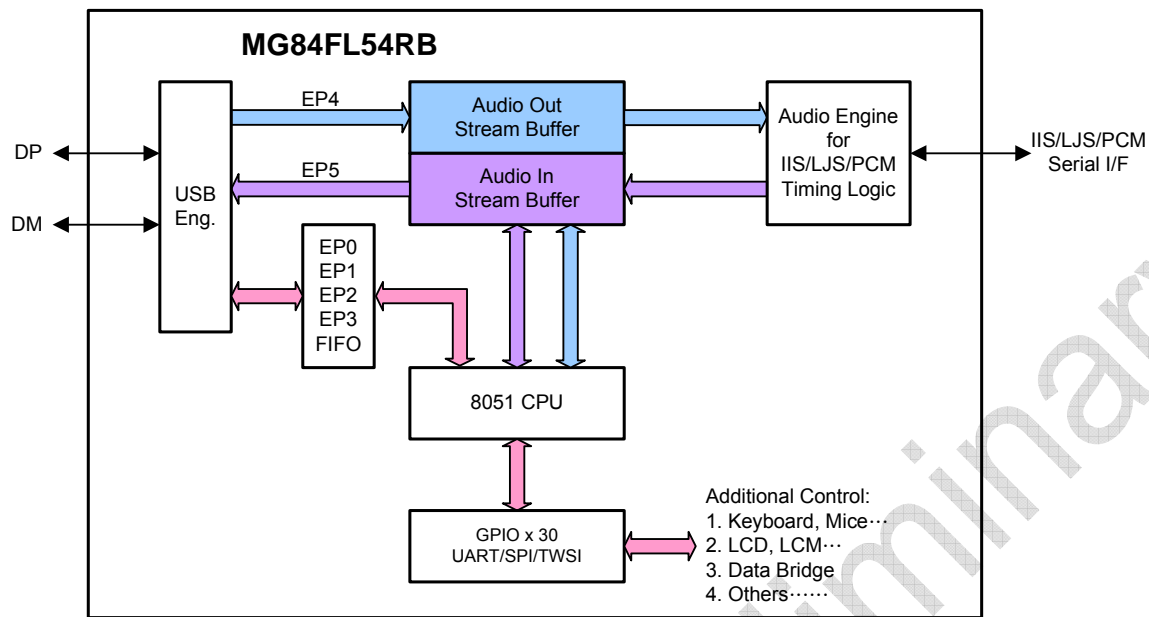 MG84FL54RB
EP4
Audio Out
Stream Buffer
Audio Engine
for
IIS/LJS/PCM
Timing Logic
DP
IIS/LJS/PCM
Serial I/F
EP5
Audio In
Stream Buffer
USB
Eng.
DM
EP0
EP1
EP2
EP3
FIFO
8051 CPU
GPIO x 30
UART/SPI/TWSI
Additional Control:
1. Keyboard, Mice⋯
2. LCD, LCM⋯
3. Data Bridge
4. Others⋯⋯
liminar